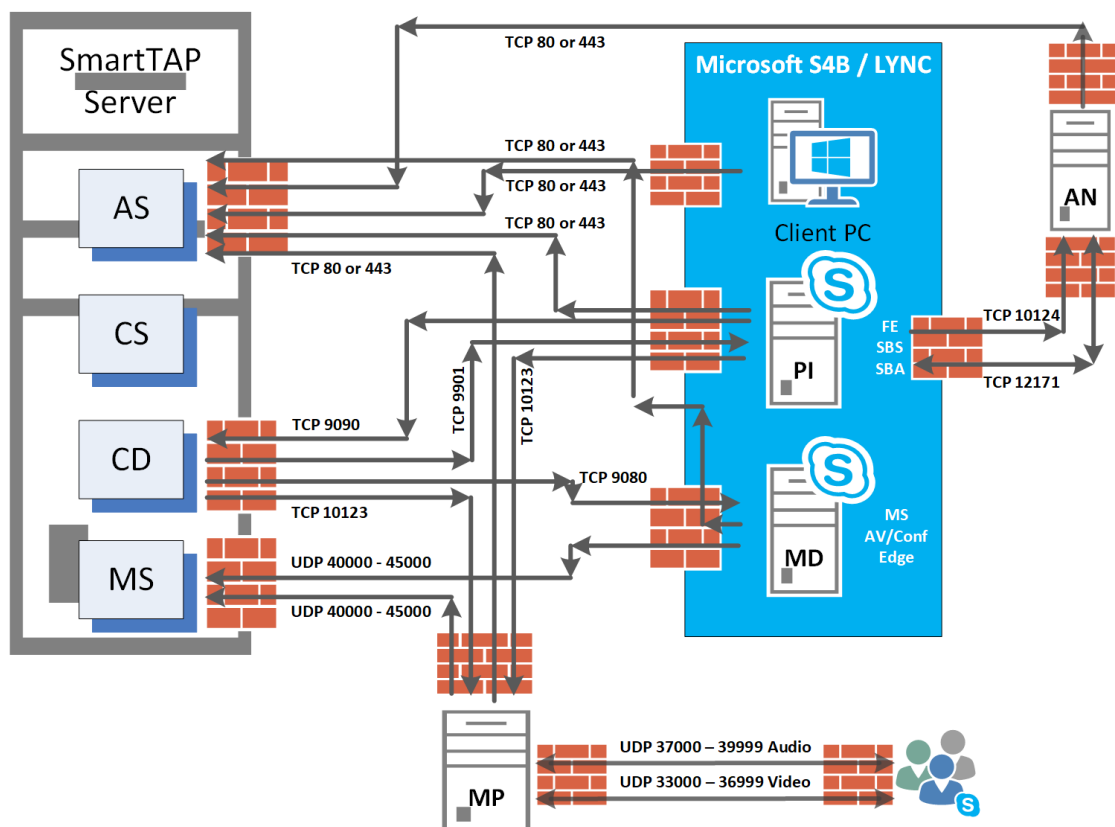 SmartTAP
Server
TCP 80 or 443
Microsoft S4B / LYNC
TCP 80 or 443
TCP 80 or 443
TCP 80 or 443
TCP 80 or 443
AS
AN
Client PC
CS
S
PI
FE
SBS
SBA
TCP 10124
TCP 12171
TCP 9901
TCP 10123
TCP 9090
CD
TCP 9080
TCP 10123
S
MD
MS
AV/Conf
Edge
MS
UDP 40000 - 45000
UDP 40000 - 45000
MP
UDP 37000 – 39999 Audio
UDP 33000 – 36999 Video
S